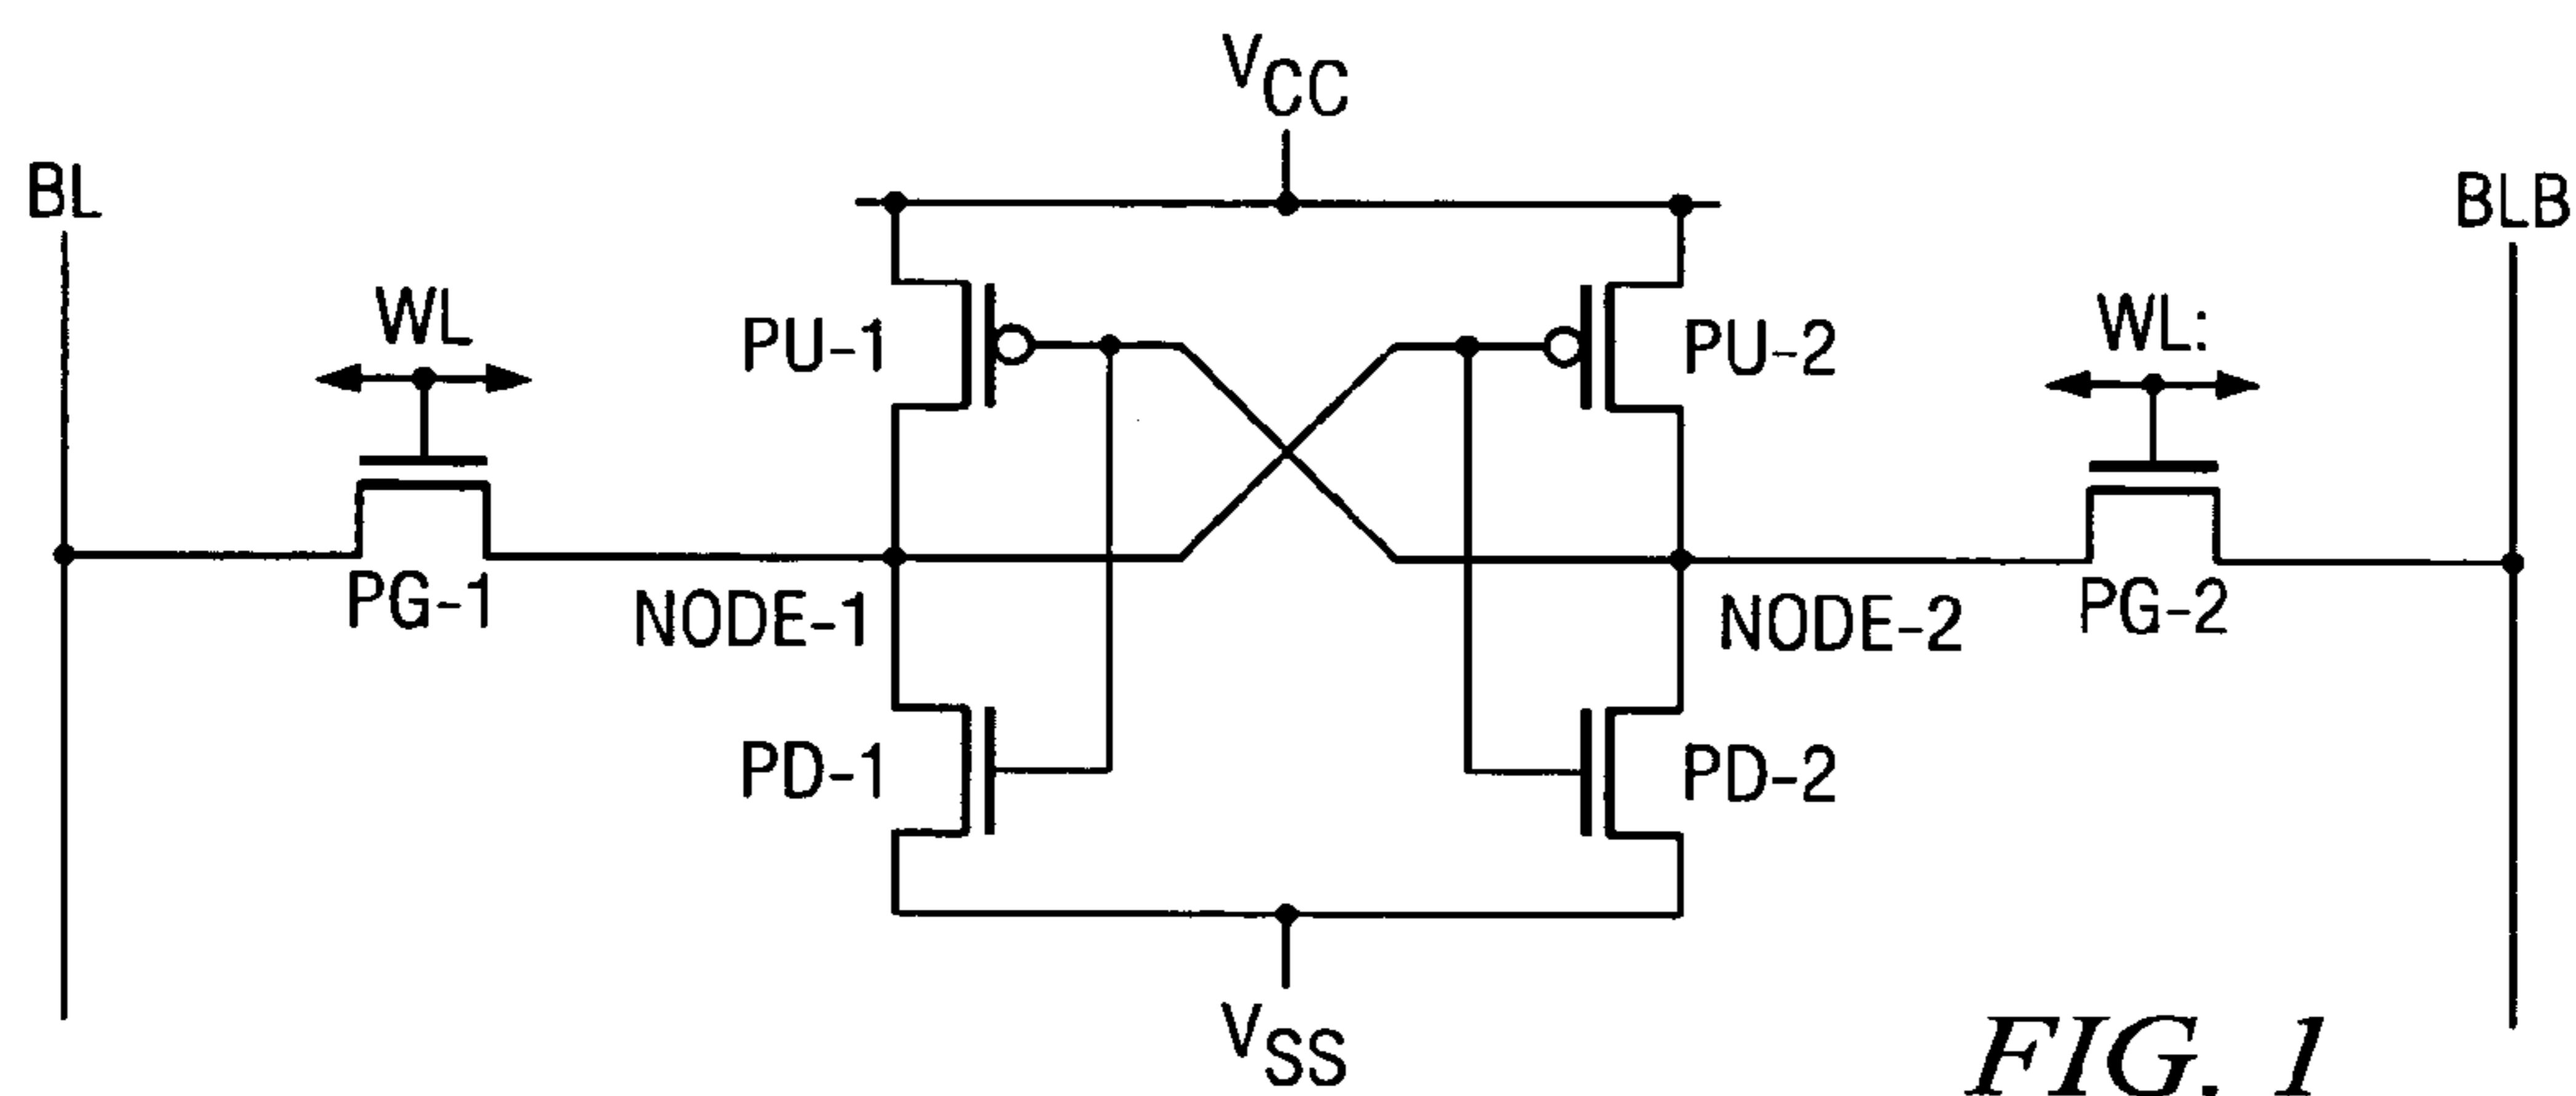 VCC
BL
BLB
WL
WL:
PU-1
PU-2
PG-1
NODE-1
NODE-2
PG-2
PD-1
PD-2
VSS
FIG. 1